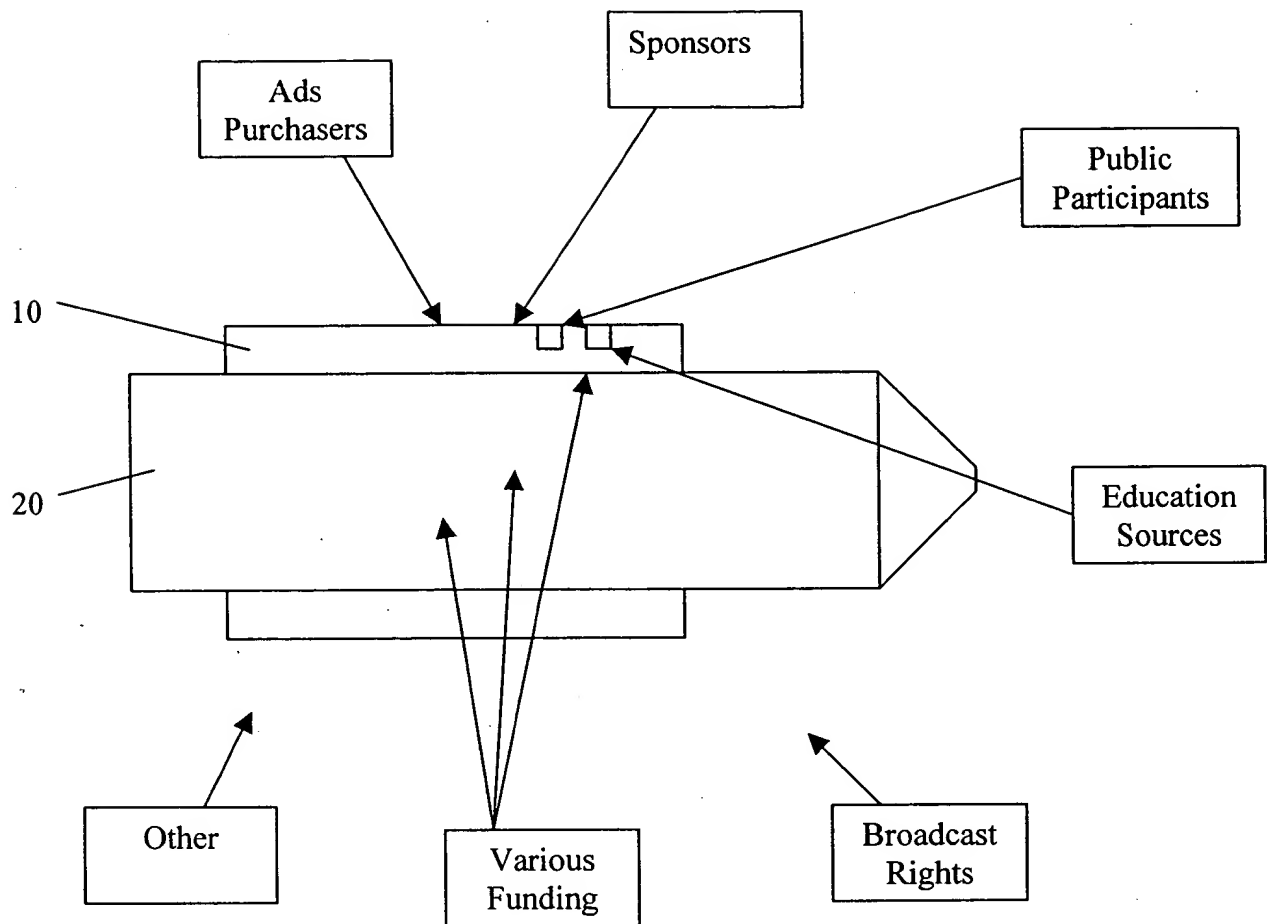 Sponsors
Ads
Purchasers
Public
Participants
10
20
Education
Sources
Other
Various
Funding
Broadcast
Rights